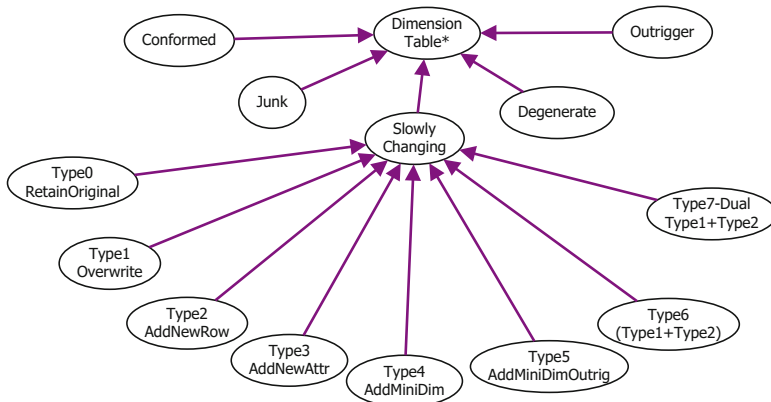 Dimension
Table*
Conformed
Outrigger
Junk
Degenerate
Slowly
Changing
Type0
RetainOriginal
Type7-Dual
Type1+Type2
Type1
Overwrite
Type2
AddNewRow
Type6
(Type1+Type2)
Type3
AddNewAttr
Type4
AddMiniDim
Type5
AddMiniDimOutrig